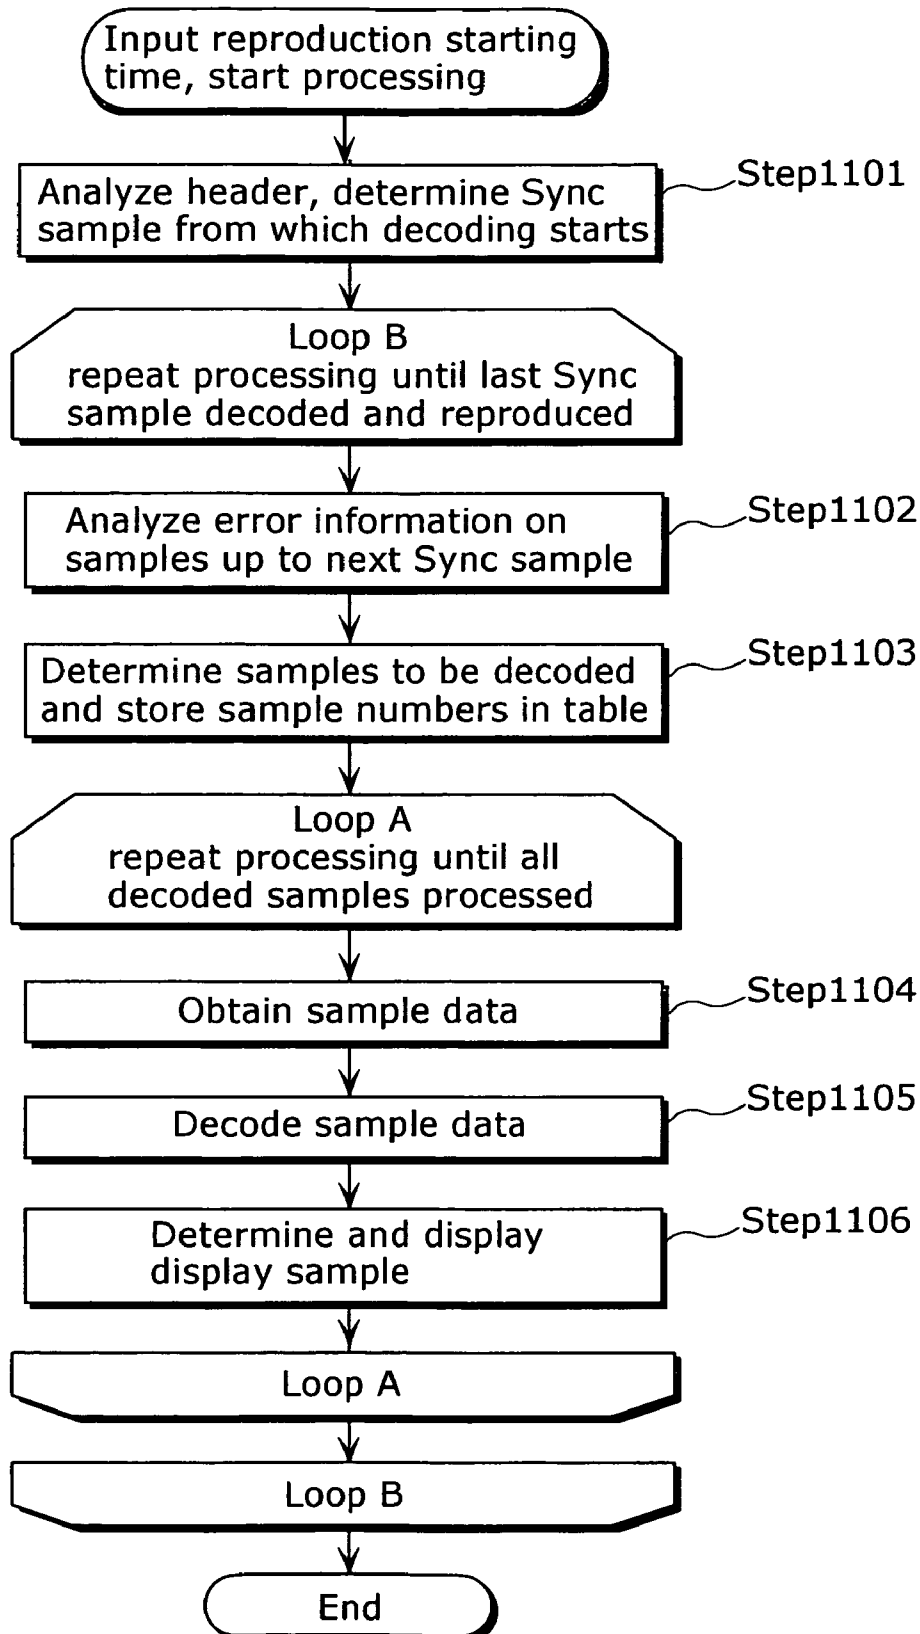 Input reproduction starting
time, start processing
Analyze header, determine Sync
sample from which decoding starts
Step1101
Loop B
repeat processing until last Sync
sample decoded and reproduced
Analyze error information on
samples up to next Sync sample
Step1102
Determine samples to be decoded
and store sample numbers in table
Step1103
Loop A
repeat processing until all
decoded samples processed
Obtain sample data
Step1104
Decode sample data
Step1105
Determine and display
display sample
Step1106
Loop A
Loop B
End